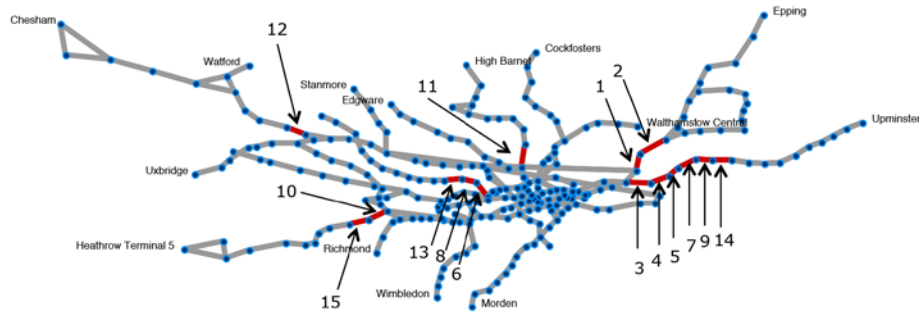 Chesham
12
Watford
Stanmore
Edgware
High Barnet
Cockfosters
11
2
1
Epping
Walthamslow Central
Upminster
Uxbridge
10
Heathrow Terminal 5
Richmond
15
13
8
6
Wimbledon
Morden
3
4
5
7
9
14